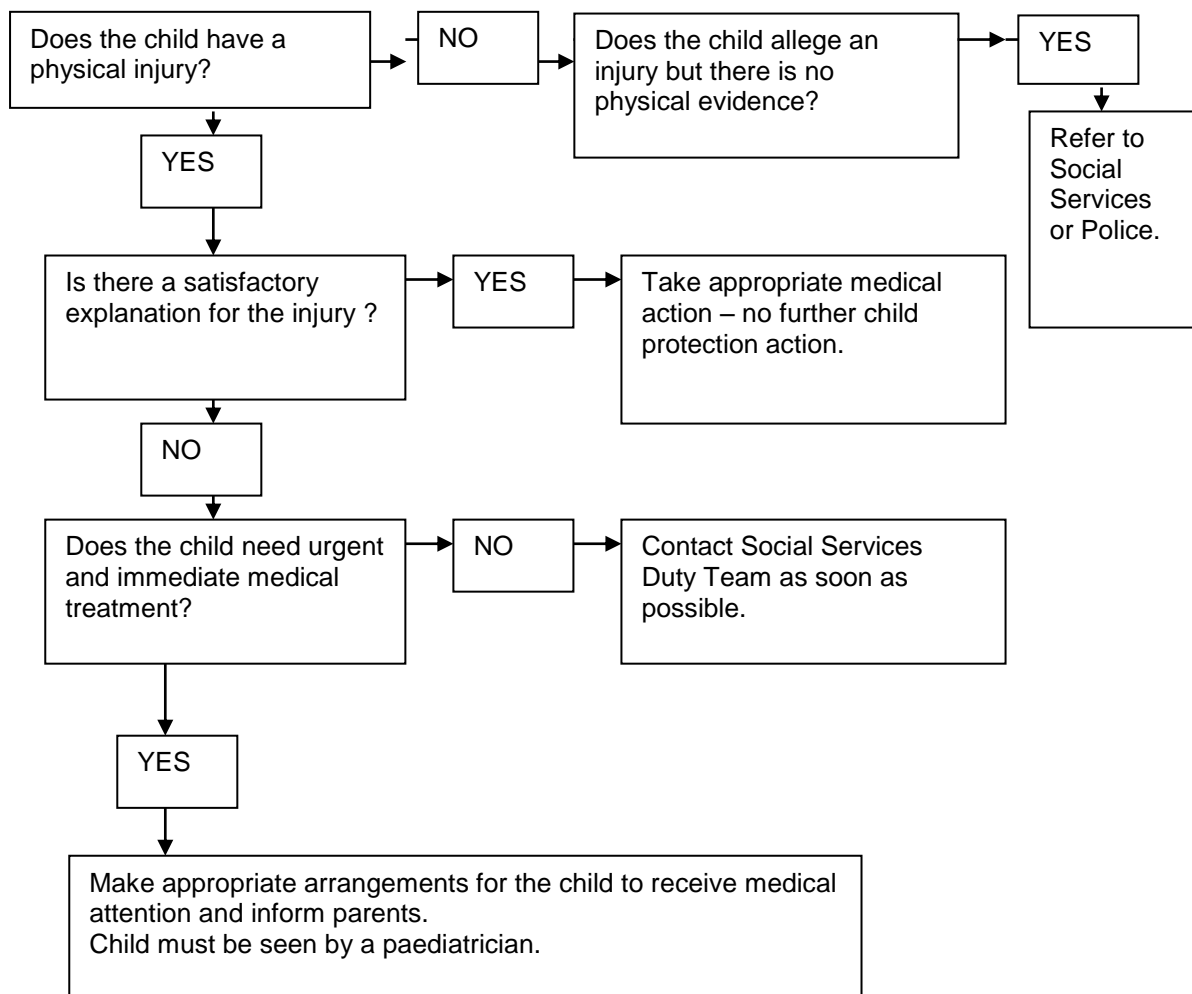 Does the child have a
physical injury?
NO
Does the child allege an
injury but there is no
physical evidence?
YES
Refer to
Social
Services
or Police.
YES
Is there a satisfactory
explanation for the injury ?
YES
Take appropriate medical
action – no further child
protection action.
NO
Does the child need urgent
and immediate medical
treatment?
NO
Contact Social Services
Duty Team as soon as
possible.
YES
Make appropriate arrangements for the child to receive medical
attention and inform parents.
Child must be seen by a paediatrician.